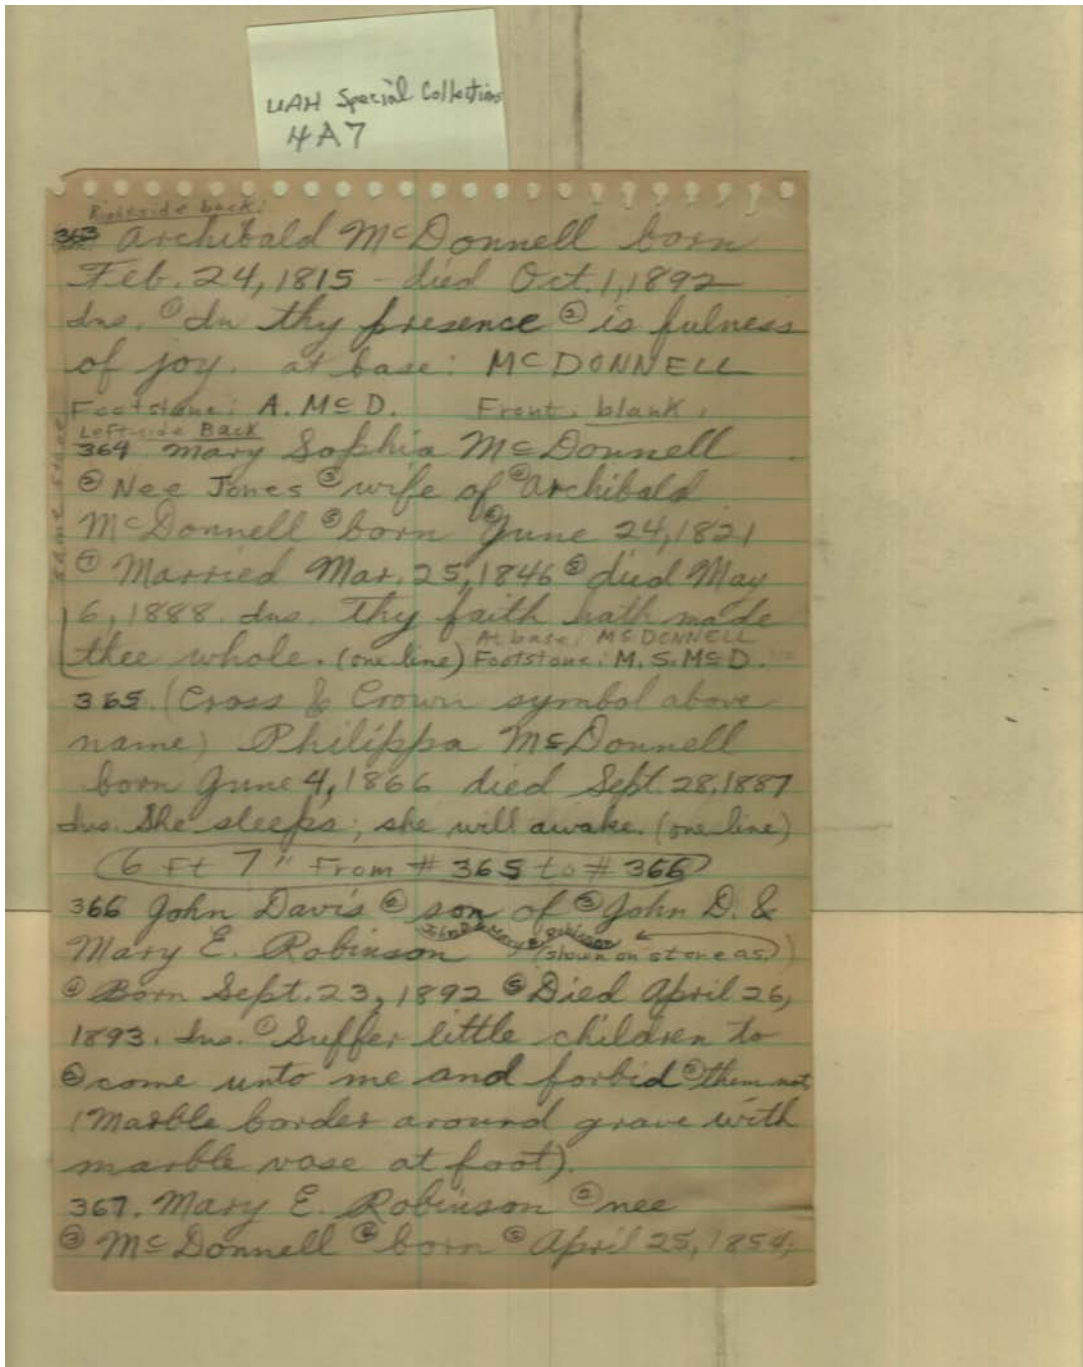 UAH Special Collections
4A7
Rightside back:
363 Archibald McDonnell born
Feb. 24, 1815 - died Oct. 1, 1892
Ins. ① In thy presence ② is fulness
of joy. at base: MCDONNELL
Footstone: A. McD. Front: blank.
Leftside Back
same stone
364 Mary Sophia McDonnell
② Nee Jones ③ wife of ④ Archibald
McDonnell ⑤ born ⑥ June 24, 1821
⑦ Married Mar. 25, 1846 ⑧ died May
6, 1888. Ins. Thy faith hath made
At base: MCDONNELL
thee whole. (one line) Footstone: M. S. McD.
365. (Cross & Crown symbol above
name) Philippa McDonnell
born June 4, 1866 died Sept. 28, 1887
Ins. She sleeps; she will awake. (one line)
6 Ft 7" From # 365 to # 366
366 John Davis ② son of ③ John D. &
John D. & Mary E. Robinson
Mary E. Robinson (shown on stone as)
④ Born Sept. 23, 1892 ⑤ Died April 26,
1893. Ins. ① Suffer little children to
② come unto me and forbid ③ them not
(Marble border around grave with
marble vase at foot).
367. Mary E. Robinson ② nee
③ McDonnell ④ born ⑤ April 25, 1854;